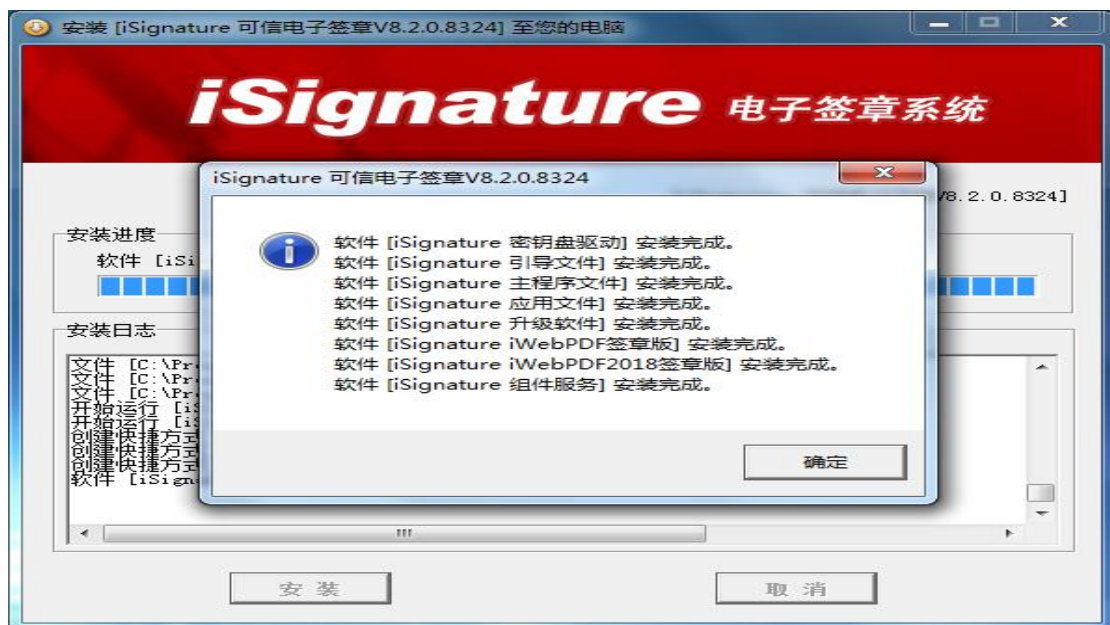 安装 [iSignature 可信电子签章V8.2.0.8324] 至您的电脑
iSignature 电子签章系统
iSignature 可信电子签章V8.2.0.8324
V8.2.0.8324]
软件 [iSignature 密钥盘驱动] 安装完成。
软件 [iSignature 引导文件] 安装完成。
软件 [iSignature 主程序文件] 安装完成。
软件 [iSignature 应用文件] 安装完成。
软件 [iSignature 升级软件] 安装完成。
软件 [iSignature iWebPDF签章版] 安装完成。
软件 [iSignature iWebPDF2018签章版] 安装完成。
软件 [iSignature 组件服务] 安装完成。
确定
安装进度
软件 [iSi
安装日志
文件 [C:\Pr
文件 [C:\Pr
文件 [C:\Pr
开始运行 [iS
开始运行 [iS
创建快捷方式
创建快捷方式
创建快捷方式
软件 [iSign
安 装
取 消